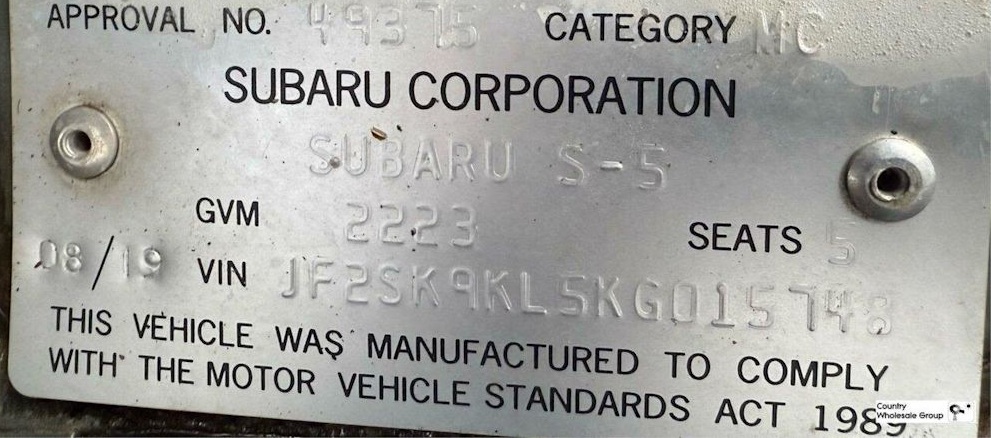 APPROVAL NO. 49375 CATEGORY MC
SUBARU CORPORATION
SUBARU S-5
GVM 2223 SEATS 5
08/19 VIN JF2SK9KL5KG015748
THIS VEHICLE WAS MANUFACTURED TO COMPLY
WITH THE MOTOR VEHICLE STANDARDS ACT 1989
Country
Wholesale Group